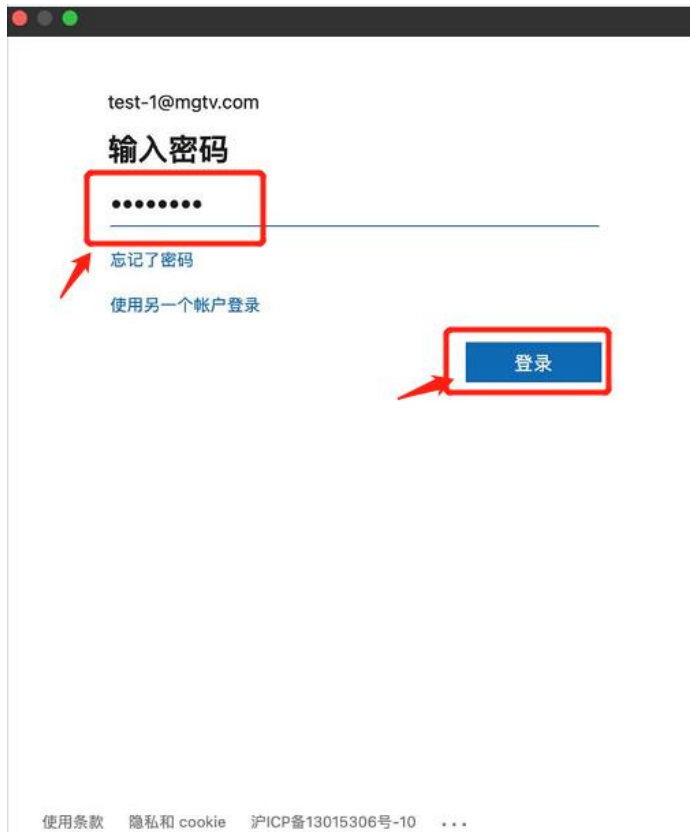 test-1@mgtv.com
输入密码
••••••••
忘记了密码
使用另一个帐户登录
登录
使用条款 隐私和 cookie 沪ICP备13015306号-10 ...